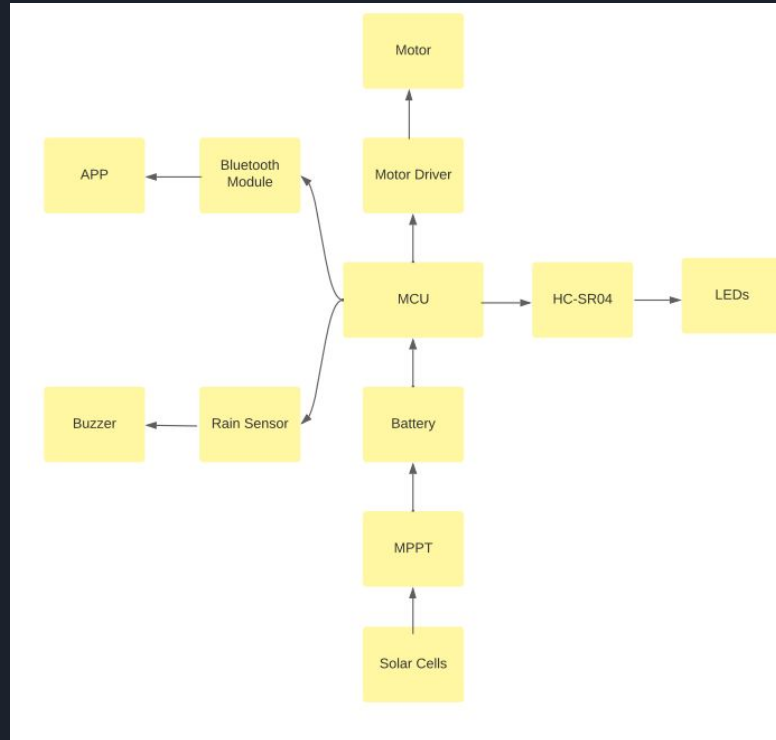 Motor
APP
Bluetooth
Module
Motor Driver
MCU
HC-SR04
LEDs
Buzzer
Rain Sensor
Battery
MPPT
Solar Cells